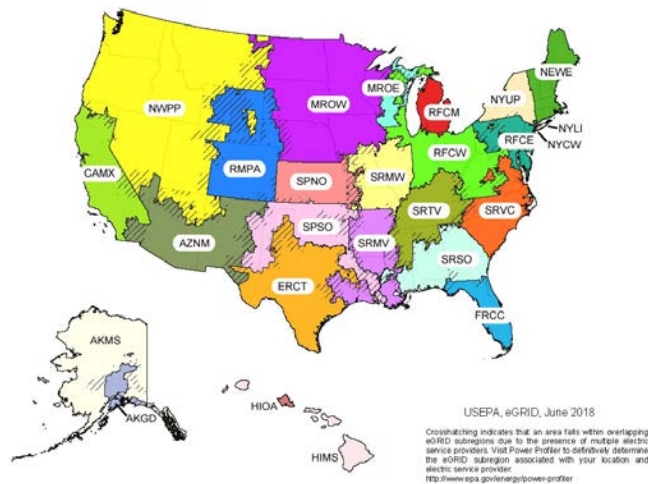 NWPP
MROW
MROE
RFCM
NYUP
NEWE
NYLI
NYCW
RFCE
RFCW
CAMX
RMPA
SPNO
SRMW
SRTV
SRVC
AZNM
SPSO
SRMV
SRSO
ERCT
FRCC
AKMS
AKGD
HIOA
HIMS
USEPA, eGRID, June 2018
Crosshatching indicates that an area falls within overlapping
eGRID subregions due to the presence of multiple electric
service providers. Visit Power Profiler to definitively determine
the eGRID subregion associated with your location and
electric service provider.
http://www.epa.gov/energy/power-profiler